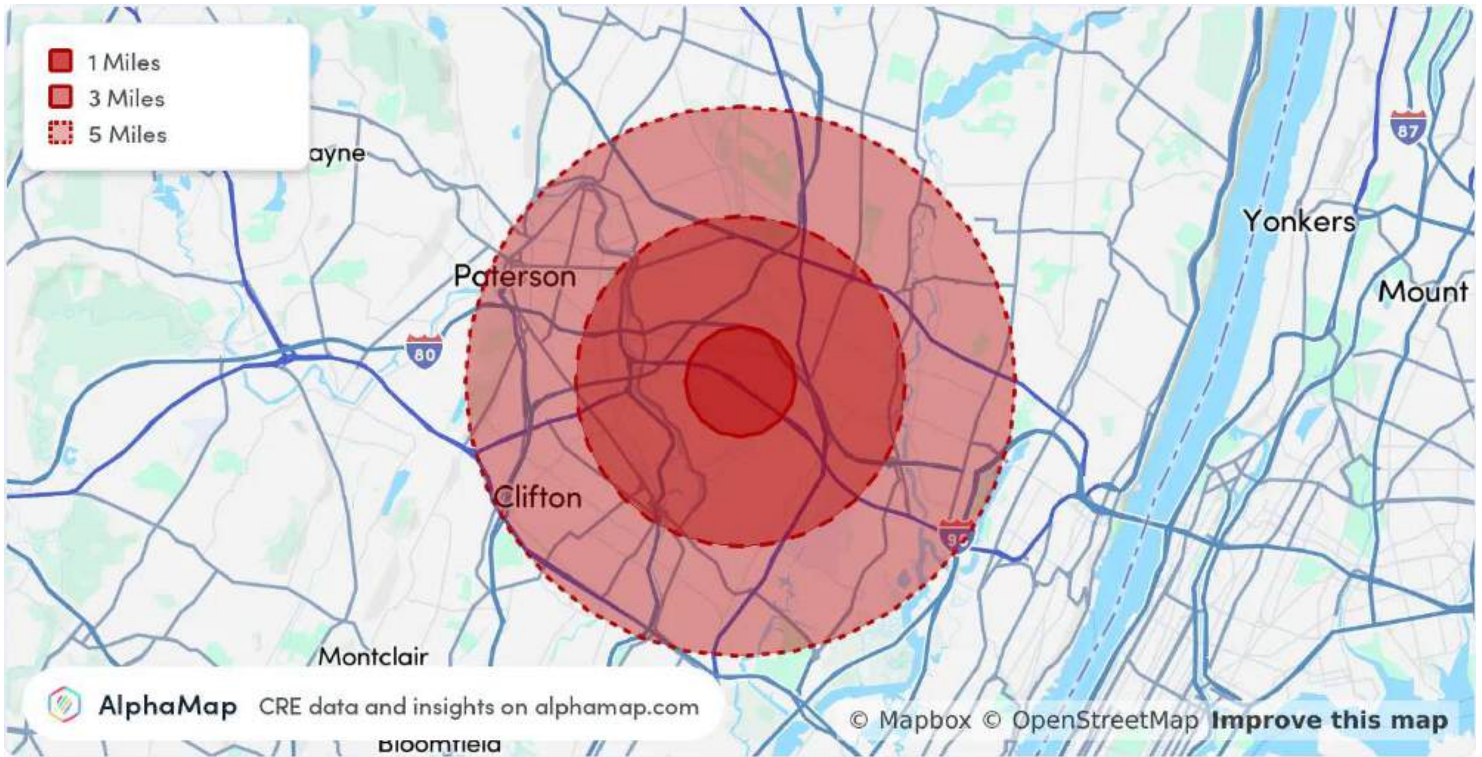 1 Miles
3 Miles
5 Miles
ayne
87
Yonkers
Paterson
Mount
80
Clifton
95
Montclair
AlphaMap CRE data and insights on alphamap.com
© Mapbox © OpenStreetMap Improve this map
Bloomfield